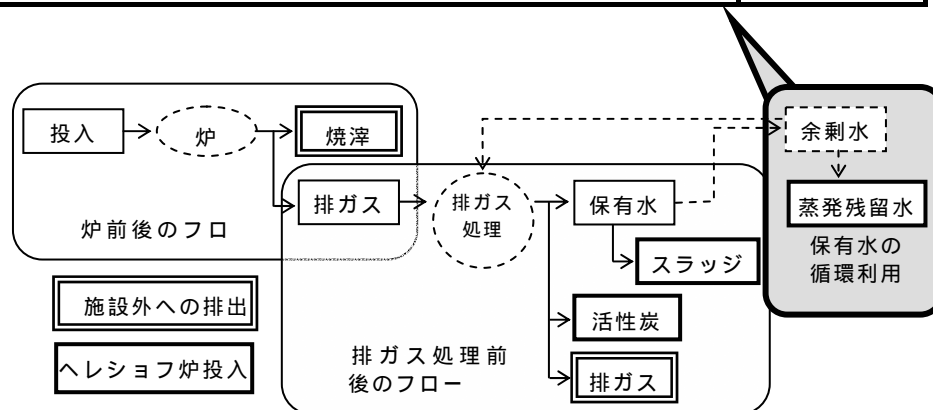 投入
炉
焼滓
排ガス
炉前後のフロ
排ガス
処理
保有水
スラッジ
活性炭
排ガス
排ガス処理前
後のフロー
余剰水
蒸発残留水
保有水の
循環利用
施設外への排出
ヘレショフ炉投入